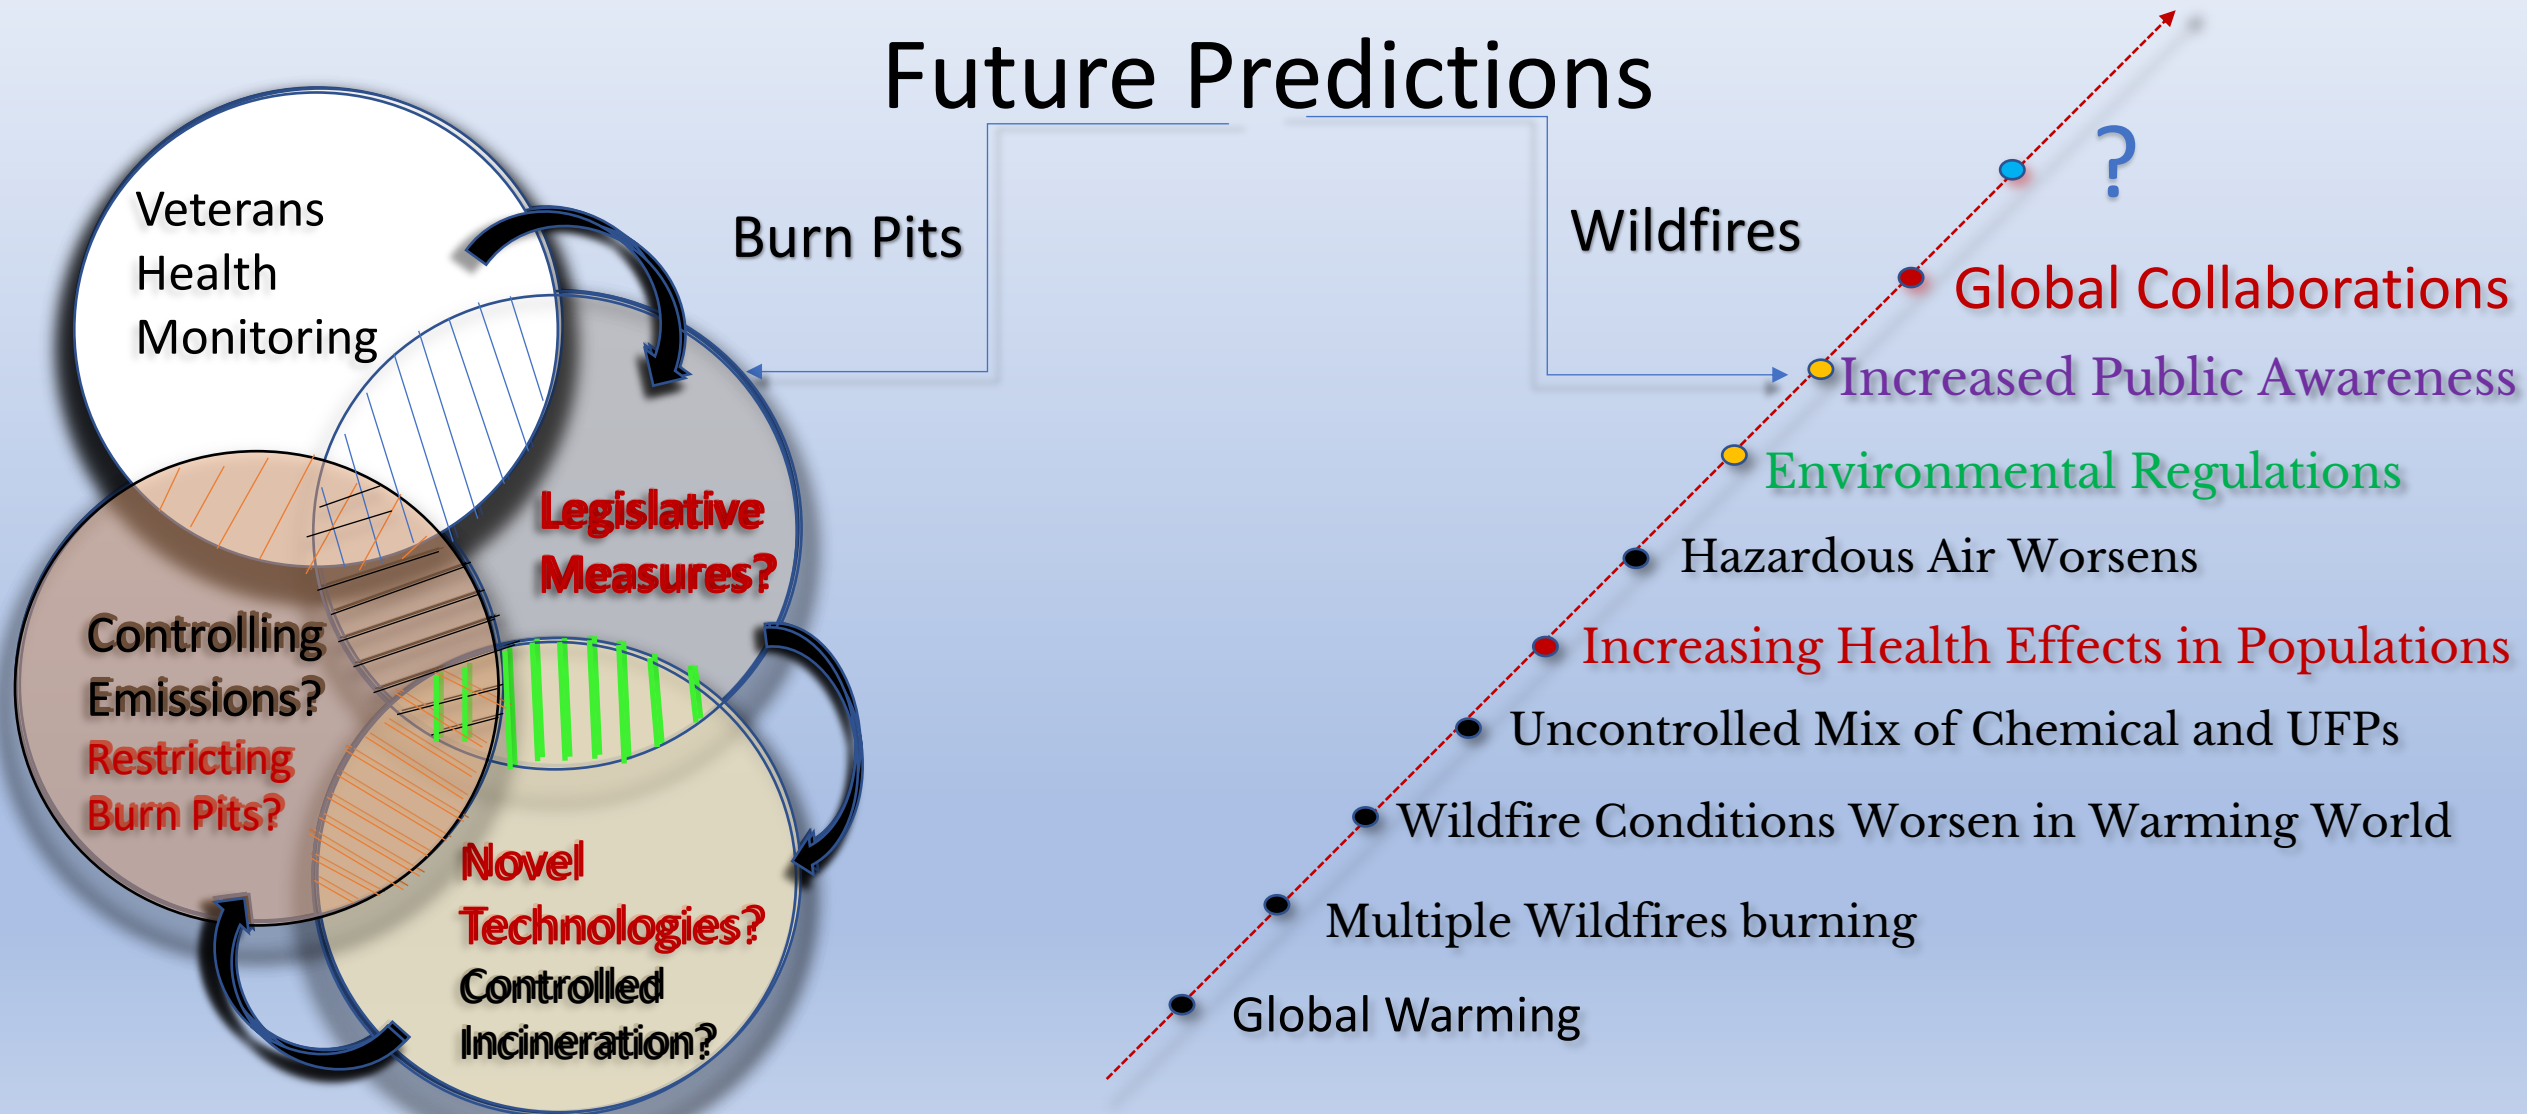 Future Predictions
Burn Pits
Veterans
Health
Monitoring
Legislative
Measures?
Controlling
Emissions?
Restricting
Burn Pits?
Novel
Technologies?
Controlled
Incineration?
Wildfires
?
Global Collaborations
Increased Public Awareness
Environmental Regulations
Hazardous Air Worsens
Increasing Health Effects in Populations
Uncontrolled Mix of Chemical and UFPs
Wildfire Conditions Worsen in Warming World
Multiple Wildfires burning
Global Warming